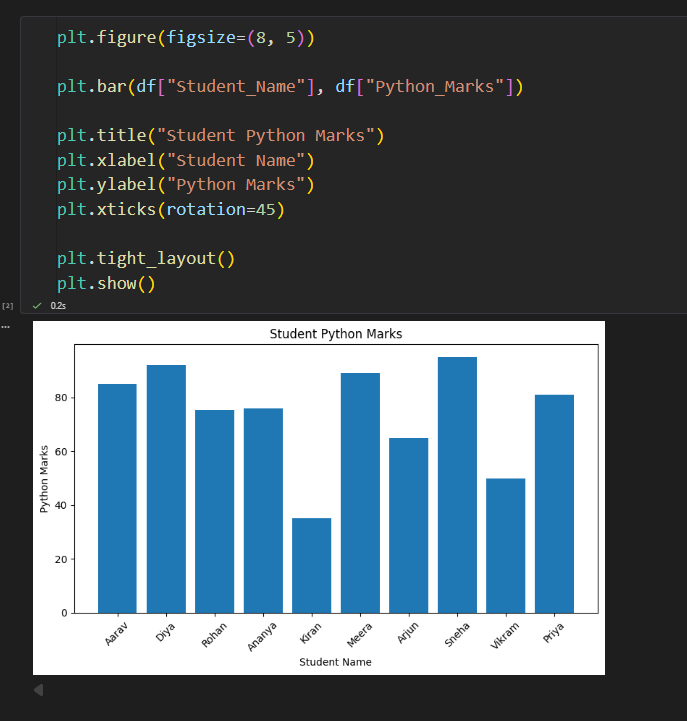 plt.figure(figsize=(8, 5))
plt.bar(df["Student_Name"], df["Python_Marks"])
plt.title("Student Python Marks")
plt.xlabel("Student Name")
plt.ylabel("Python Marks")
plt.xticks(rotation=45)
plt.tight_layout()
plt.show()
[2] 0.2s
...
Student Python Marks
Python Marks
80
60
40
20
0
Aarav Diya Rohan Ananya Kiran Meera Arjun Sneha Vikram Priya
Student Name